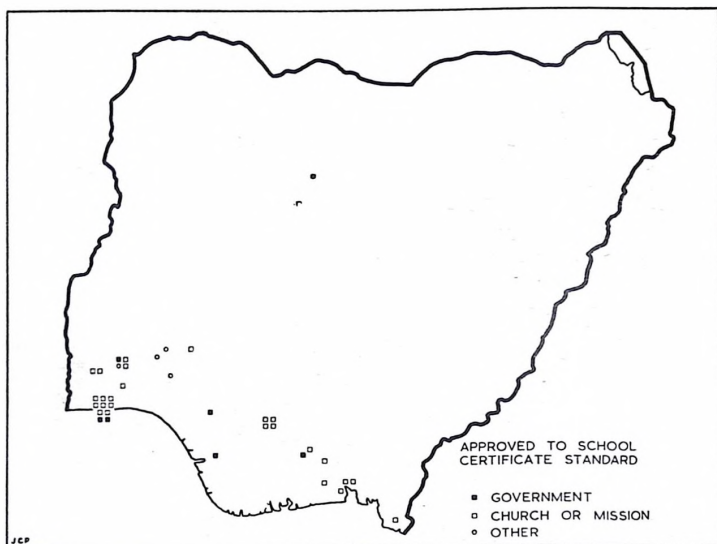 APPROVED TO SCHOOL
CERTIFICATE STANDARD
GOVERNMENT
CHURCH OR MISSION
OTHER
JCP